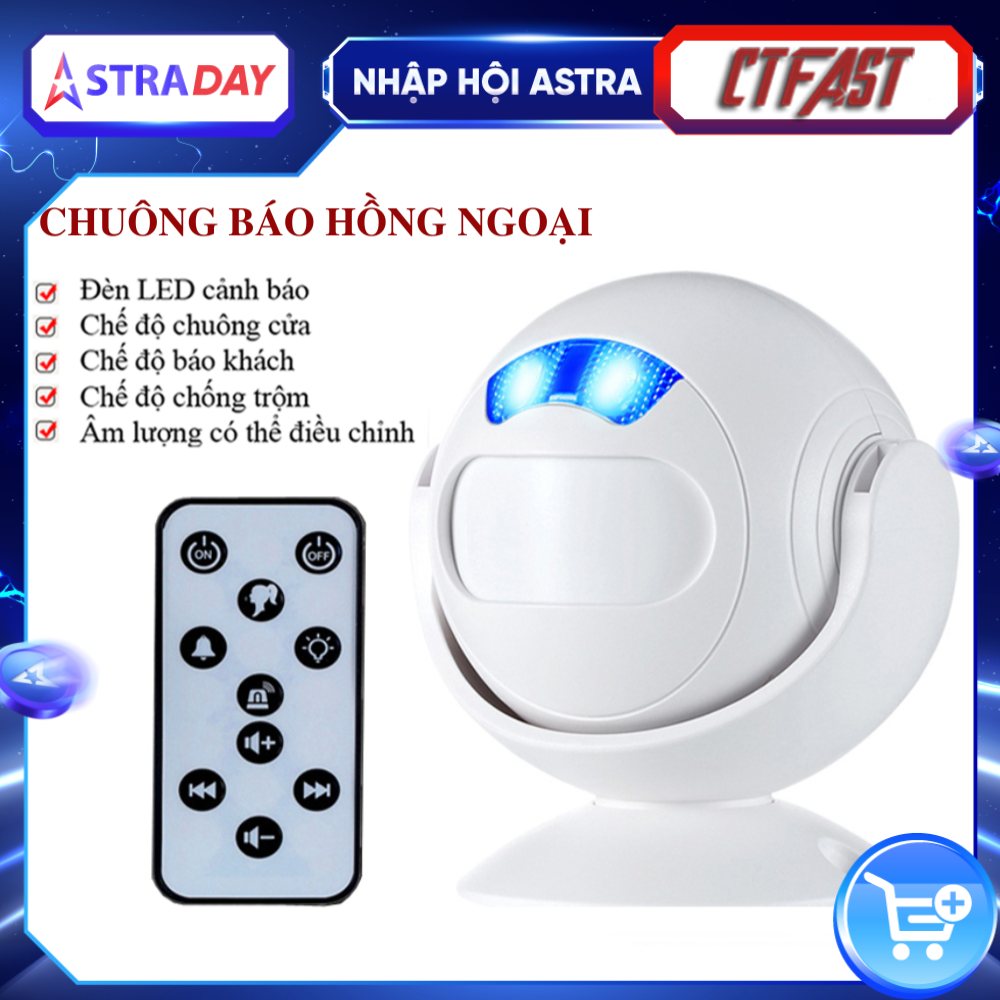 ASTRADAY
NHẬP HỘI ASTRA
CTFAST
CHUÔNG BÁO HỒNG NGOẠI
Đèn LED cảnh báo
Chế độ chuông cửa
Chế độ báo khách
Chế độ chống trộm
Âm lượng có thể điều chỉnh
ON
OFF